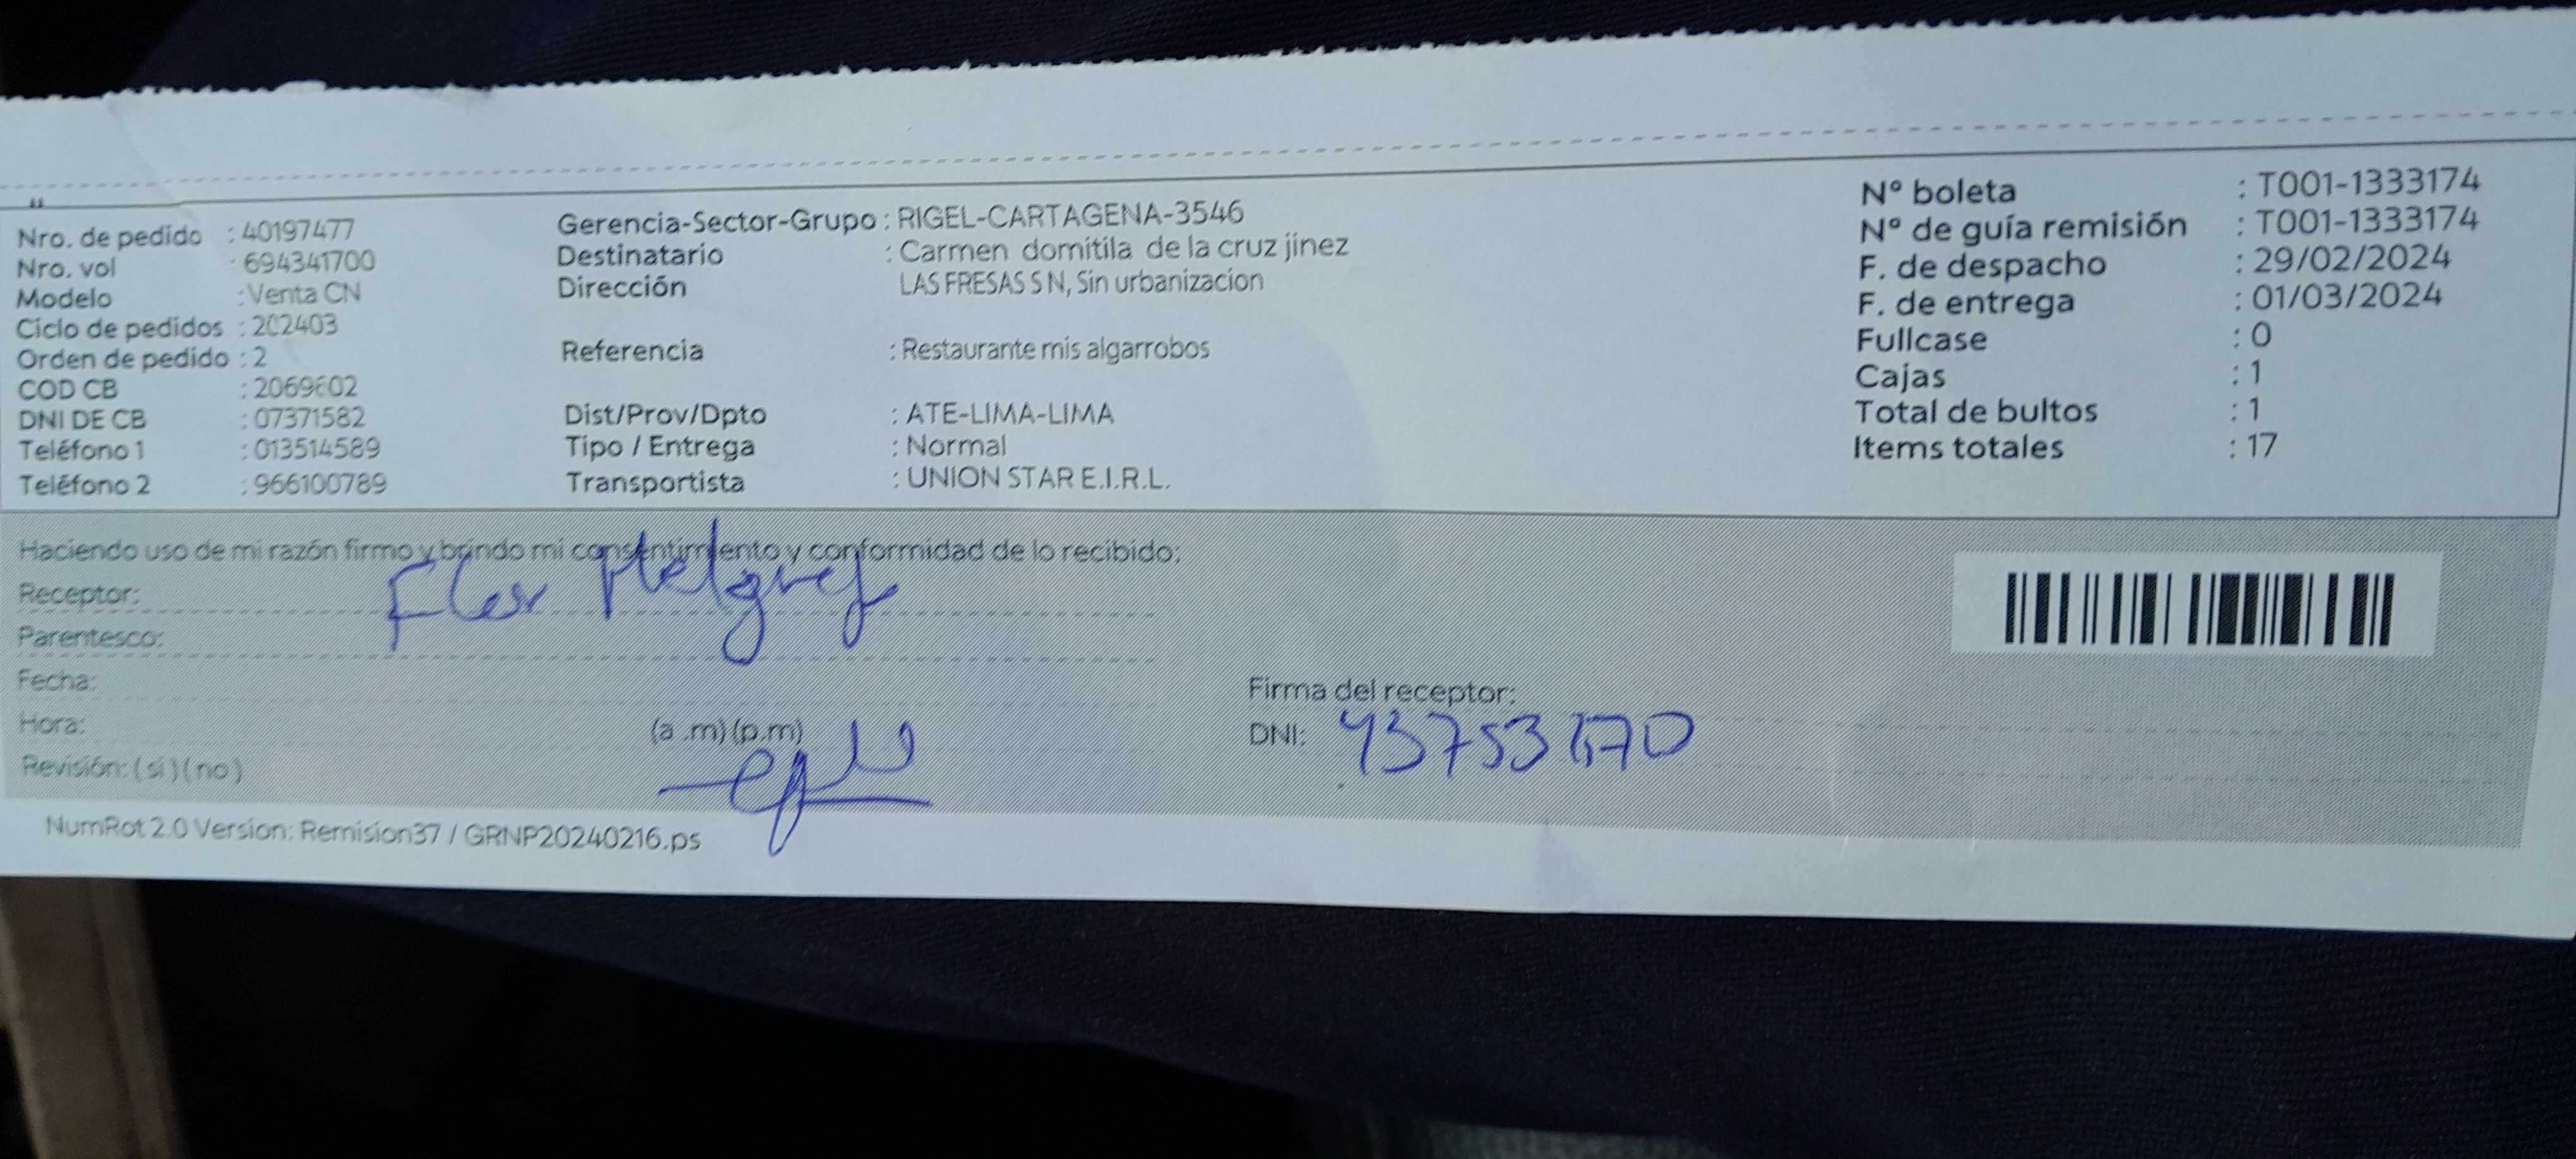 Nro. de pedido : 40197477
Nro. vol : 694341700
Modelo : Venta CN
Ciclo de pedidos : 202403
Orden de pedido : 2
COD CB : 2069602
DNI DE CB : 07371582
Teléfono 1 : 013514589
Teléfono 2 : 966100789
Gerencia-Sector-Grupo : RIGEL-CARTAGENA-3546
Destinatario : Carmen domitila de la cruz jinez
Dirección LAS FRESAS S N, Sin urbanizacion
Referencia : Restaurante mis algarrobos
Dist/Prov/Dpto : ATE-LIMA-LIMA
Tipo / Entrega : Normal
Transportista : UNION STAR E.I.R.L.
Nº boleta : T001-1333174
Nº de guía remisión : T001-1333174
F. de despacho : 29/02/2024
F. de entrega : 01/03/2024
Fullcase : 0
Cajas : 1
Total de bultos : 1
Items totales : 17
Haciendo uso de mi razón firmo y brindo mi consentimiento y conformidad de lo recibido:
Receptor: Flor
Parentesco:
Fecha:
Hora: (a .m) (p.m)
Revisión: (si) (no)
Firma del receptor:
DNI:
NumRot 2.0 Version: Remision37 / GRNP20240216.ps